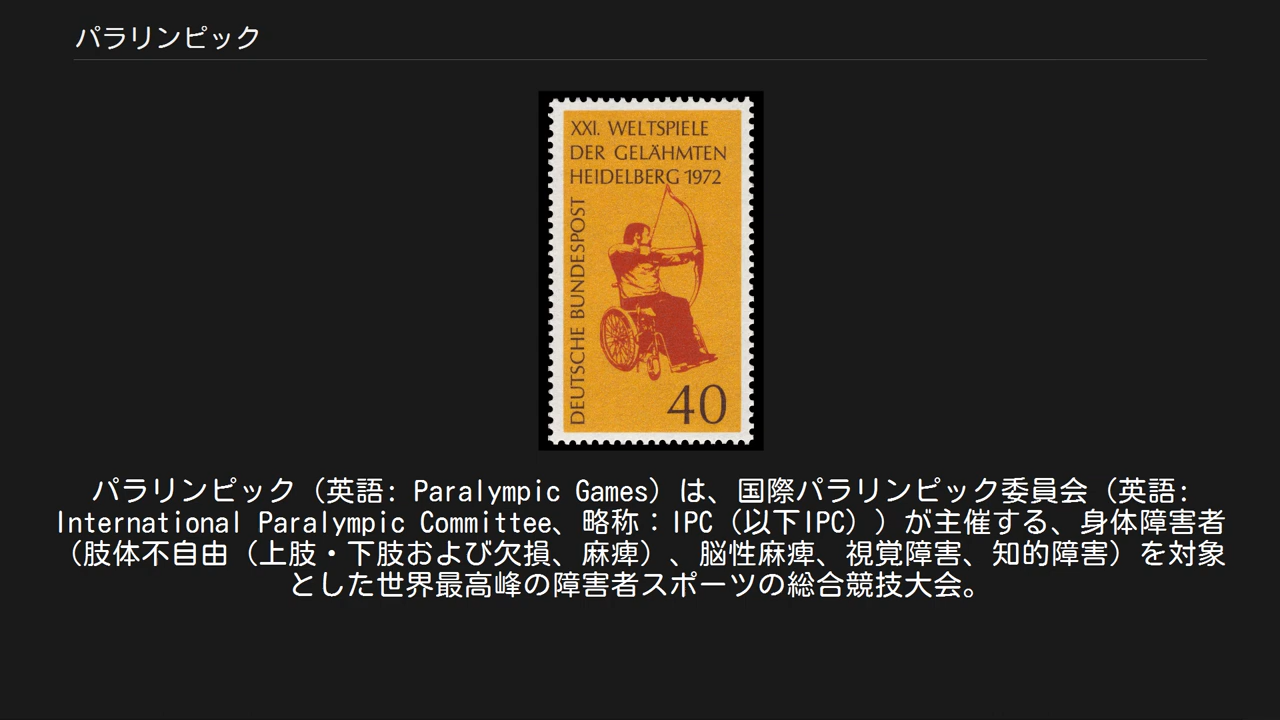 パラリンピック
XXI. WELTSPIELE
DER GELÄHMTEN
HEIDELBERG 1972
DEUTSCHE BUNDESPOST
40
パラリンピック（英語: Paralympic Games）は、国際パラリンピック委員会（英語:
International Paralympic Committee、略称：IPC（以下IPC））が主催する、身体障害者
（肢体不自由（上肢・下肢および欠損、麻痺）、脳性麻痺、視覚障害、知的障害）を対象
とした世界最高峰の障害者スポーツの総合競技大会。